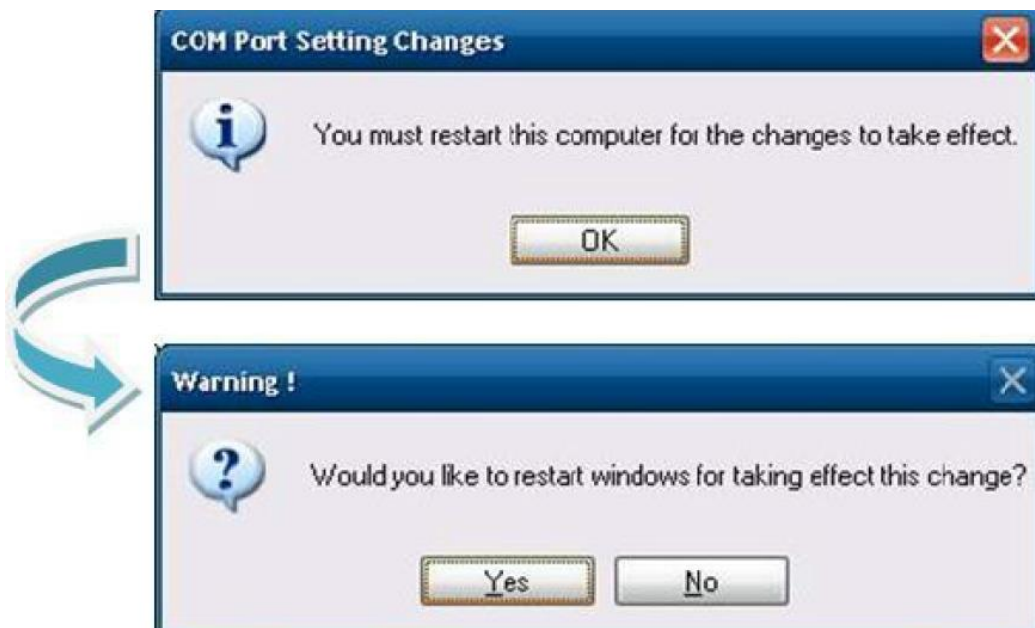 COM Port Setting Changes
You must restart this computer for the changes to take effect.
OK
Warning !
Would you like to restart windows for taking effect this change?
Yes
No